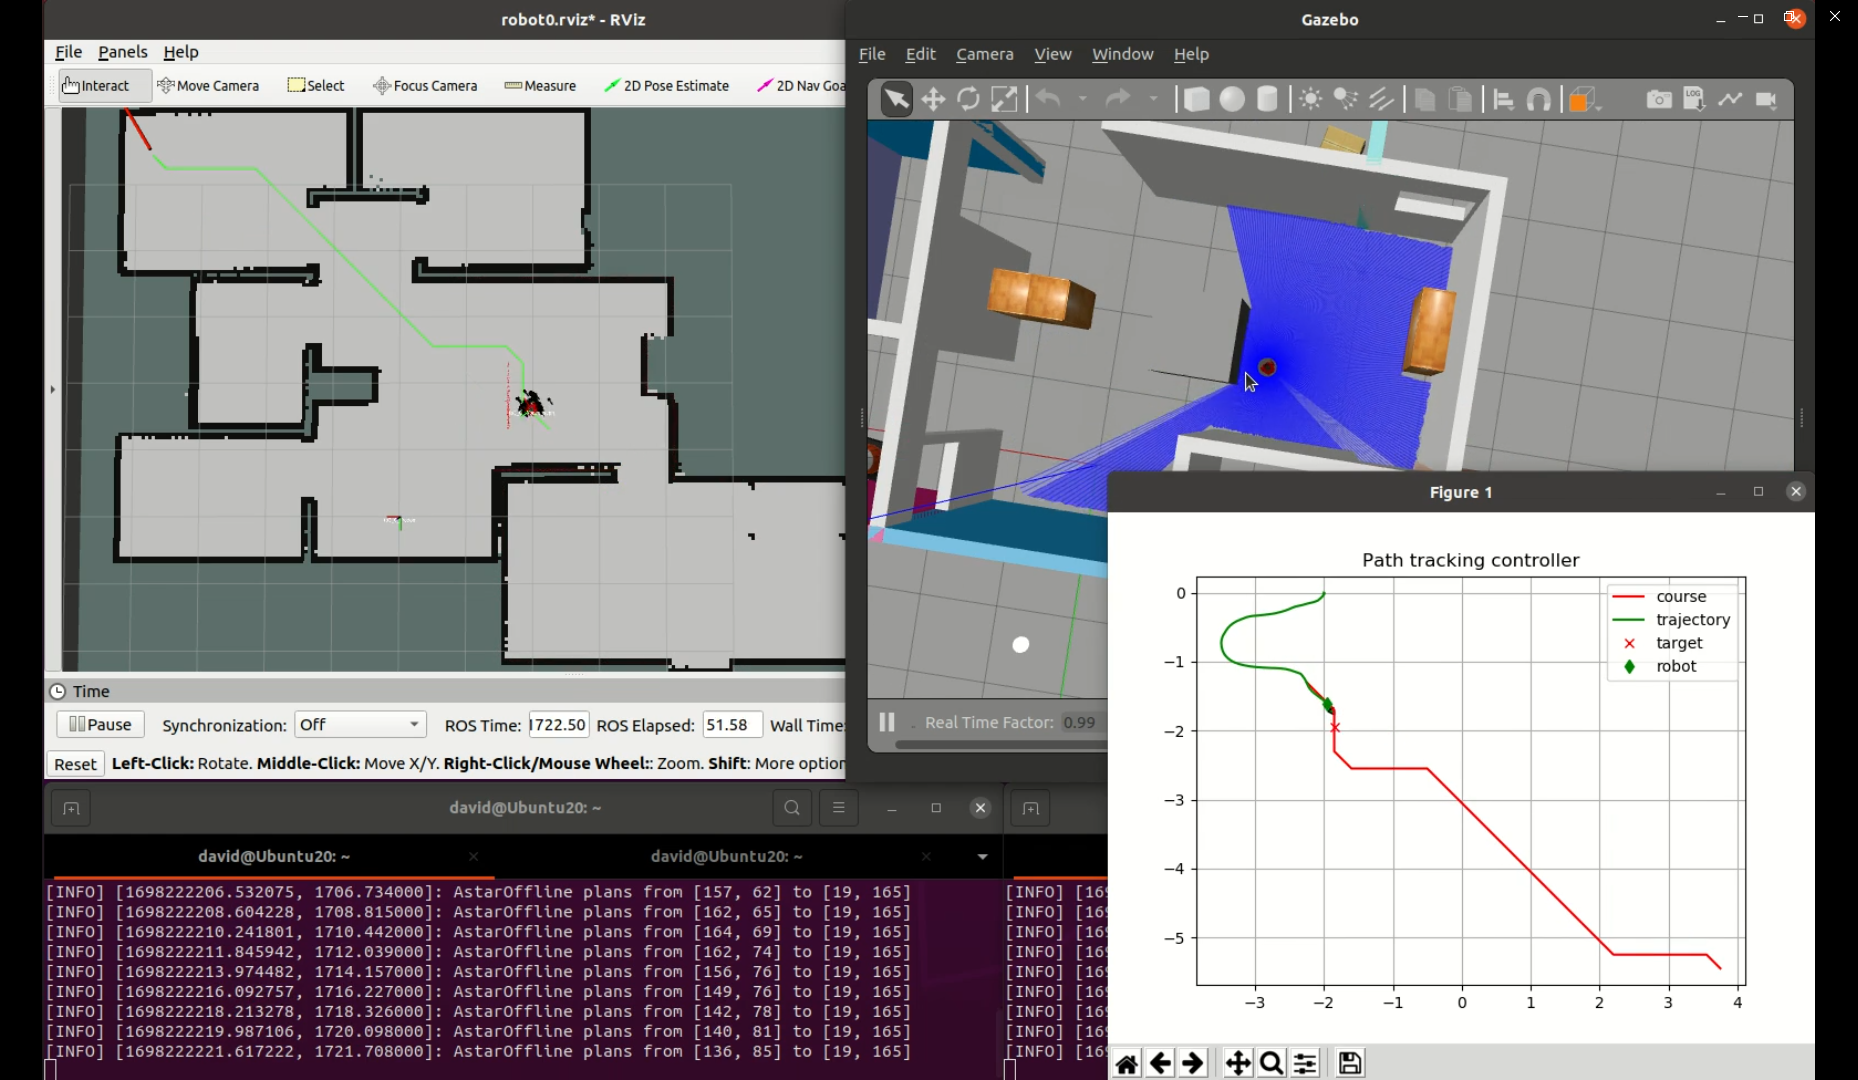 robot0.rviz* - RViz
File Panels Help
Interact Move Camera Select Focus Camera Measure 2D Pose Estimate 2D Nav Goa
Time
Pause Synchronization: Off ROS Time: 1722.50 ROS Elapsed: 51.58 Wall Time:
Reset Left-Click: Rotate. Middle-Click: Move X/Y. Right-Click/Mouse Wheel:: Zoom. Shift: More option
Gazebo
File Edit Camera View Window Help
LOG
Real Time Factor: 0.99
Figure 1
Path tracking controller
course
trajectory
target
robot
0
−1
−2
−3
−4
−5
−3 −2 −1 0 1 2 3 4
david@Ubuntu20: ~
david@Ubuntu20: ~ david@Ubuntu20: ~
[INFO] [1698222206.532075, 1706.734000]: AstarOffline plans from [157, 62] to [19, 165]
[INFO] [1698222208.604228, 1708.815000]: AstarOffline plans from [162, 65] to [19, 165]
[INFO] [1698222210.241801, 1710.442000]: AstarOffline plans from [164, 69] to [19, 165]
[INFO] [1698222211.845942, 1712.039000]: AstarOffline plans from [162, 74] to [19, 165]
[INFO] [1698222213.974482, 1714.157000]: AstarOffline plans from [156, 76] to [19, 165]
[INFO] [1698222216.092757, 1716.227000]: AstarOffline plans from [149, 76] to [19, 165]
[INFO] [1698222218.213278, 1718.326000]: AstarOffline plans from [142, 78] to [19, 165]
[INFO] [1698222219.987106, 1720.098000]: AstarOffline plans from [140, 81] to [19, 165]
[INFO] [1698222221.617222, 1721.708000]: AstarOffline plans from [136, 85] to [19, 165]
[INFO] [169
[INFO] [169
[INFO] [169
[INFO] [169
[INFO] [169
[INFO] [169
[INFO] [169
[INFO] [169
[INFO] [169